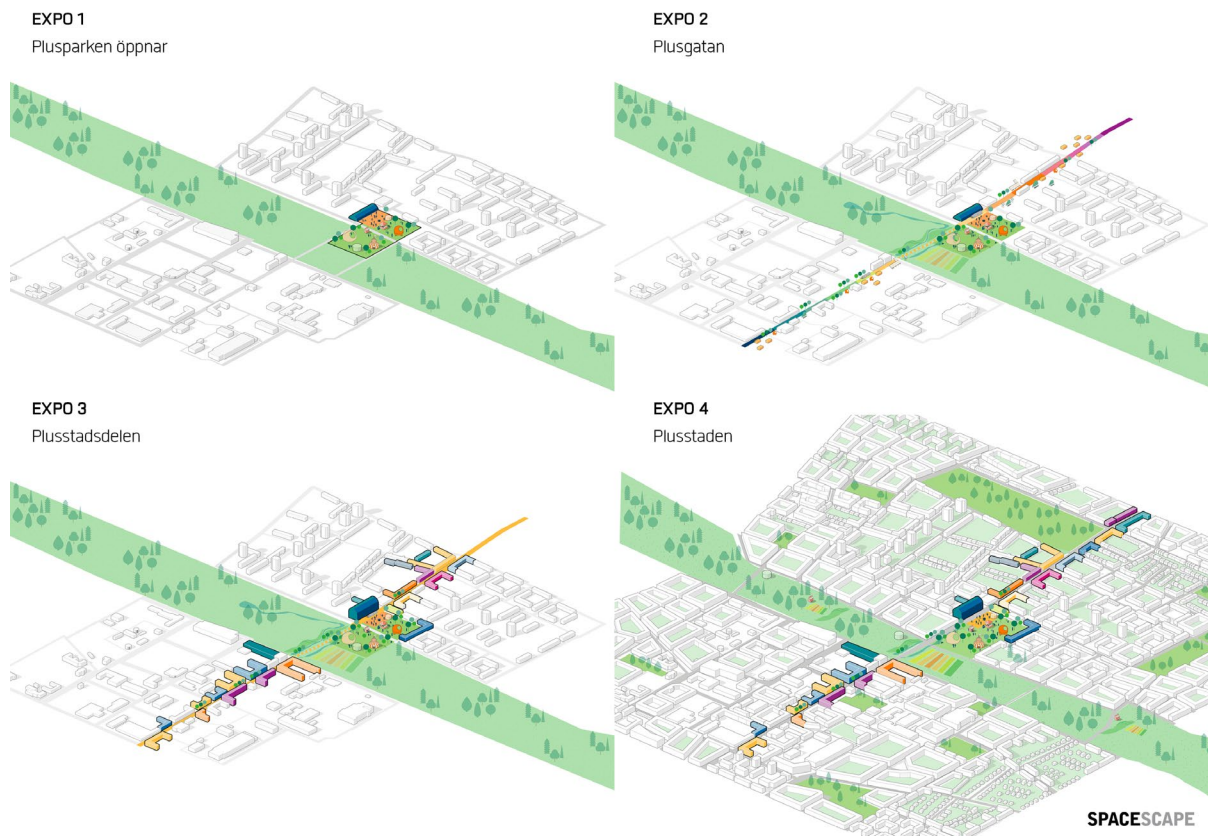 EXPO 1
Plusparken öppnar
EXPO 2
Plusgatan
EXPO 3
Plusstadsdelen
EXPO 4
Plusstaden
SPACESCAPE